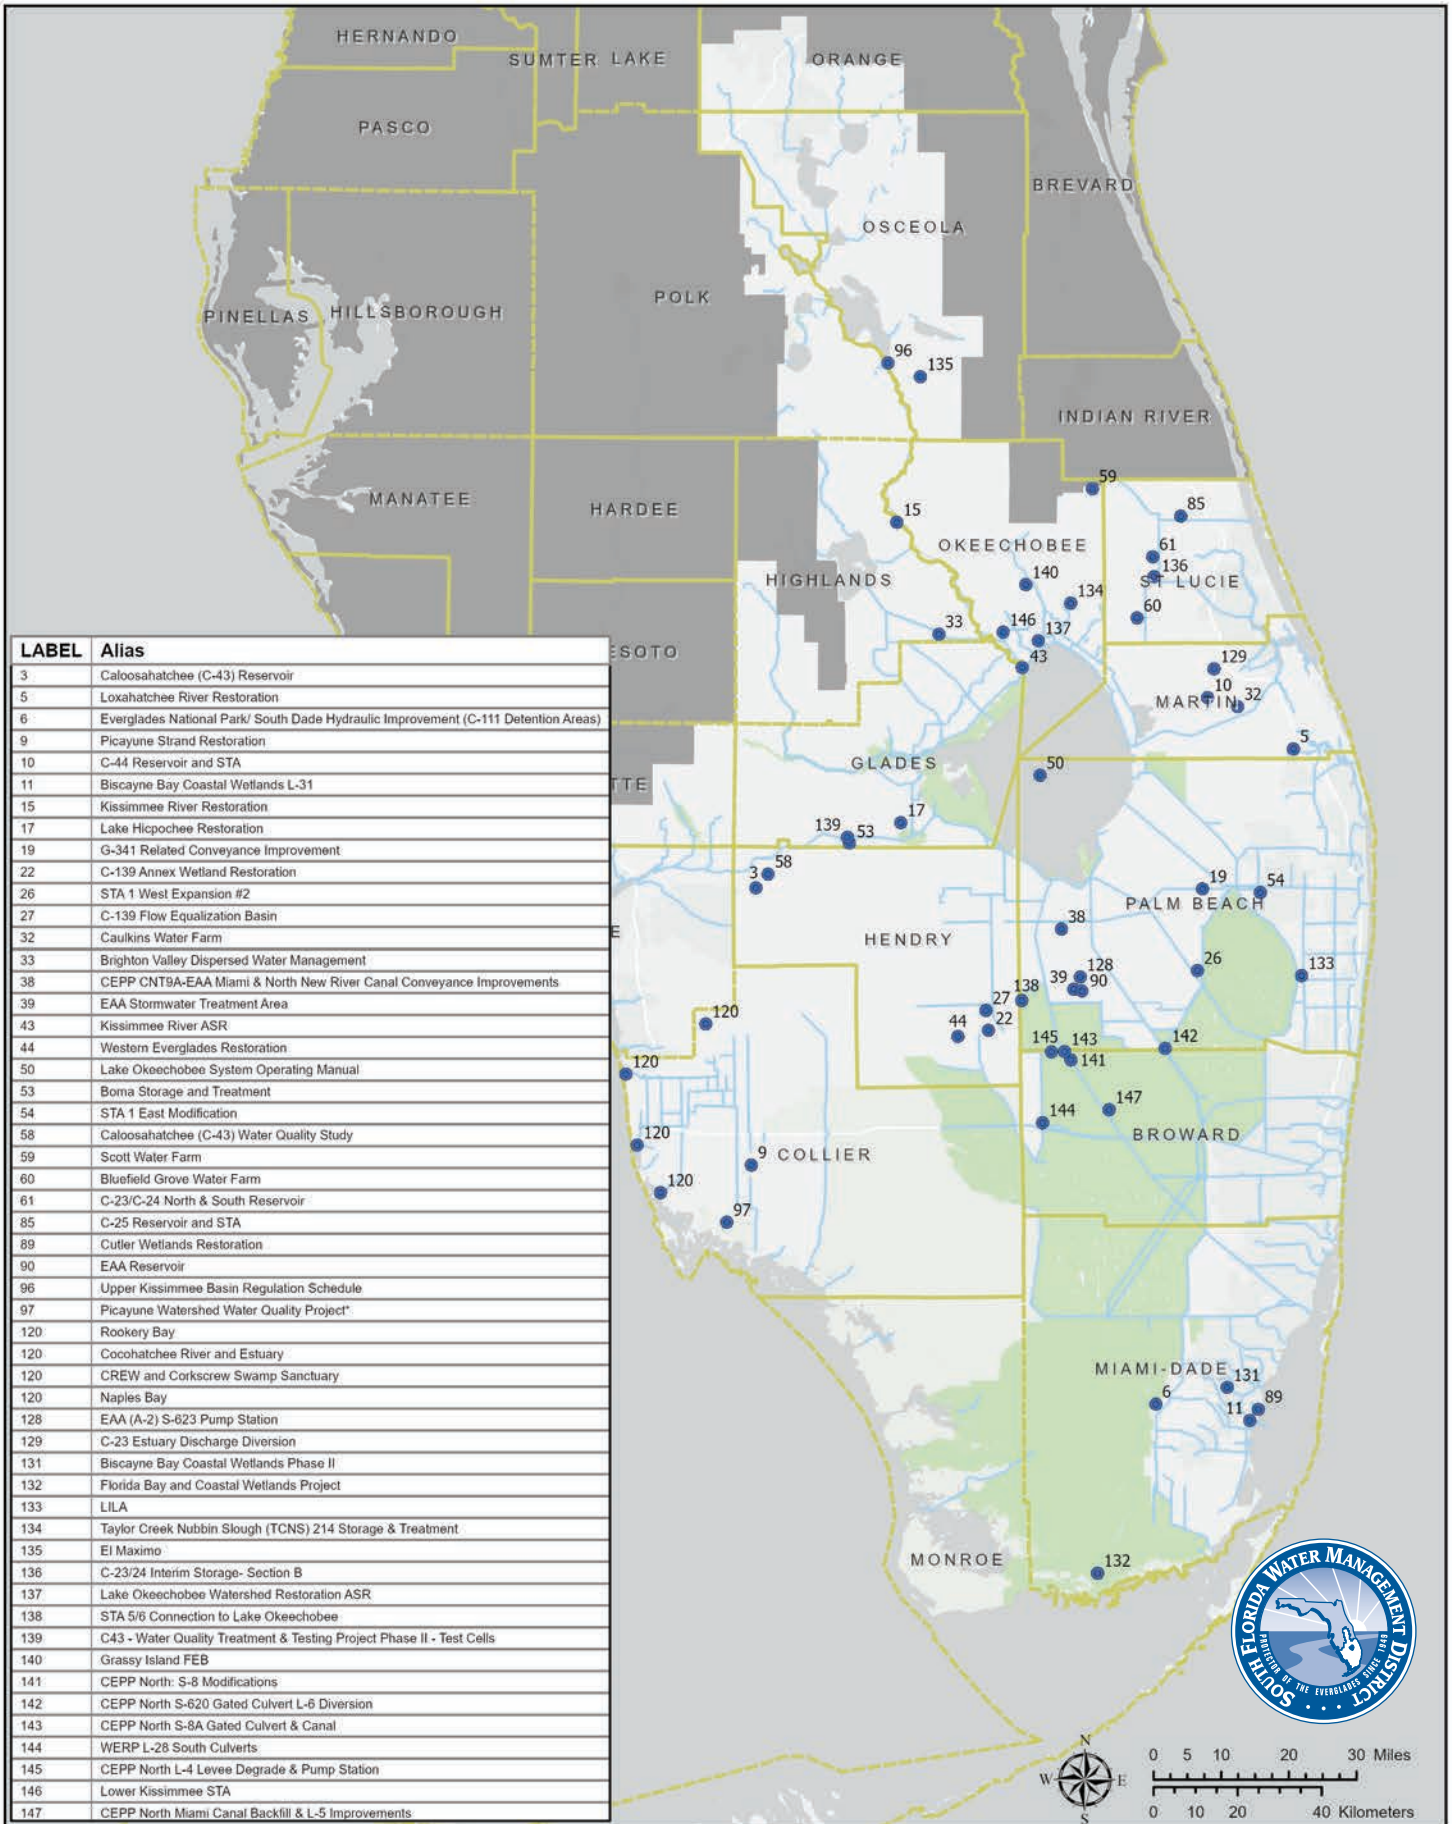 HERNANDO
SUMTER LAKE
ORANGE
PASCO
BREVARD
OSCEOLA
POLK
PINELLAS
HILLSBOROUGH
96
135
INDIAN RIVER
59
MANATEE
HARDEE
15
85
OKEECHOBEE
61
136
HIGHLANDS
140
ST LUCIE
134
60
33
146
137
43
ESOTO
129
10
32
MARTIN
5
GLADES
50
TTE
17
139
53
58
3
19
54
PALM BEACH
38
HENDRY
E
26
133
128
39
90
138
27
22
44
120
145
143
141
142
120
144
147
BROWARD
120
9
COLLIER
120
97
MIAMI-DADE
131
6
89
11
MONROE
132
LABEL Alias
3 Caloosahatchee (C-43) Reservoir
5 Loxahatchee River Restoration
6 Everglades National Park/ South Dade Hydraulic Improvement (C-111 Detention Areas)
9 Picayune Strand Restoration
10 C-44 Reservoir and STA
11 Biscayne Bay Coastal Wetlands L-31
15 Kissimmee River Restoration
17 Lake Hicpochee Restoration
19 G-341 Related Conveyance Improvement
22 C-139 Annex Wetland Restoration
26 STA 1 West Expansion #2
27 C-139 Flow Equalization Basin
32 Caulkins Water Farm
33 Brighton Valley Dispersed Water Management
38 CEPP CNT9A-EAA Miami & North New River Canal Conveyance Improvements
39 EAA Stormwater Treatment Area
43 Kissimmee River ASR
44 Western Everglades Restoration
50 Lake Okeechobee System Operating Manual
53 Boma Storage and Treatment
54 STA 1 East Modification
58 Caloosahatchee (C-43) Water Quality Study
59 Scott Water Farm
60 Bluefield Grove Water Farm
61 C-23/C-24 North & South Reservoir
85 C-25 Reservoir and STA
89 Cutler Wetlands Restoration
90 EAA Reservoir
96 Upper Kissimmee Basin Regulation Schedule
97 Picayune Watershed Water Quality Project*
120 Rookery Bay
120 Cocohatchee River and Estuary
120 CREW and Corkscrew Swamp Sanctuary
120 Naples Bay
128 EAA (A-2) S-623 Pump Station
129 C-23 Estuary Discharge Diversion
131 Biscayne Bay Coastal Wetlands Phase II
132 Florida Bay and Coastal Wetlands Project
133 LILA
134 Taylor Creek Nubbin Slough (TCNS) 214 Storage & Treatment
135 El Maximo
136 C-23/24 Interim Storage- Section B
137 Lake Okeechobee Watershed Restoration ASR
138 STA 5/6 Connection to Lake Okeechobee
139 C43 - Water Quality Treatment & Testing Project Phase II - Test Cells
140 Grassy Island FEB
141 CEPP North: S-8 Modifications
142 CEPP North S-620 Gated Culvert L-6 Diversion
143 CEPP North S-8A Gated Culvert & Canal
144 WERP L-28 South Culverts
145 CEPP North L-4 Levee Degrade & Pump Station
146 Lower Kissimmee STA
147 CEPP North Miami Canal Backfill & L-5 Improvements
SOUTH FLORIDA WATER MANAGEMENT DISTRICT
PROTECTOR OF THE EVERGLADES SINCE 1949
N
W E
S
0 5 10 20 30 Miles
0 10 20 40 Kilometers